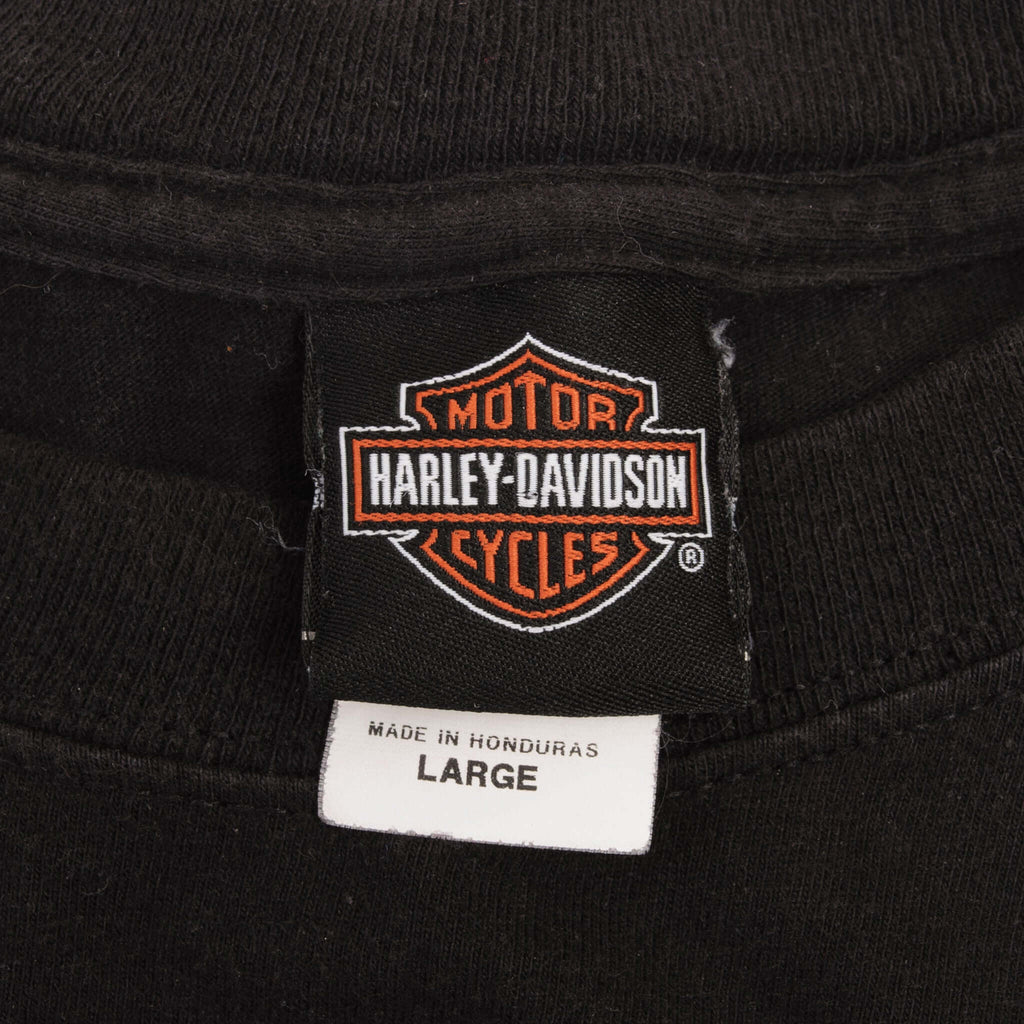 MOTOR
HARLEY-DAVIDSON
CYCLES
®
MADE IN HONDURAS
LARGE